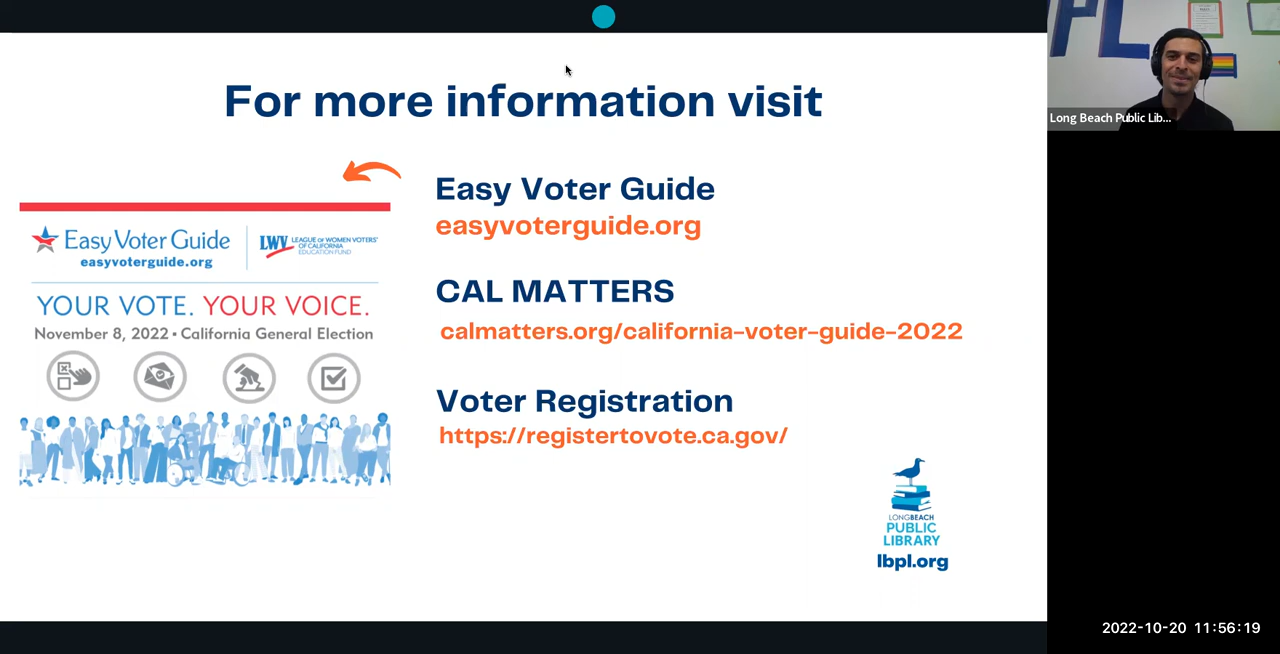 For more information visit
Easy Voter Guide
easyvoterguide.org
LWV LEAGUE OF WOMEN VOTERS®
OF CALIFORNIA
EDUCATION FUND
YOUR VOTE. YOUR VOICE.
November 8, 2022 ▪ California General Election
Easy Voter Guide
easyvoterguide.org
CAL MATTERS
calmatters.org/california-voter-guide-2022
Voter Registration
https://registertovote.ca.gov/
LONGBEACH
PUBLIC
LIBRARY
lbpl.org
PL
Long Beach Public Lib...
2022-10-20 11:56:19